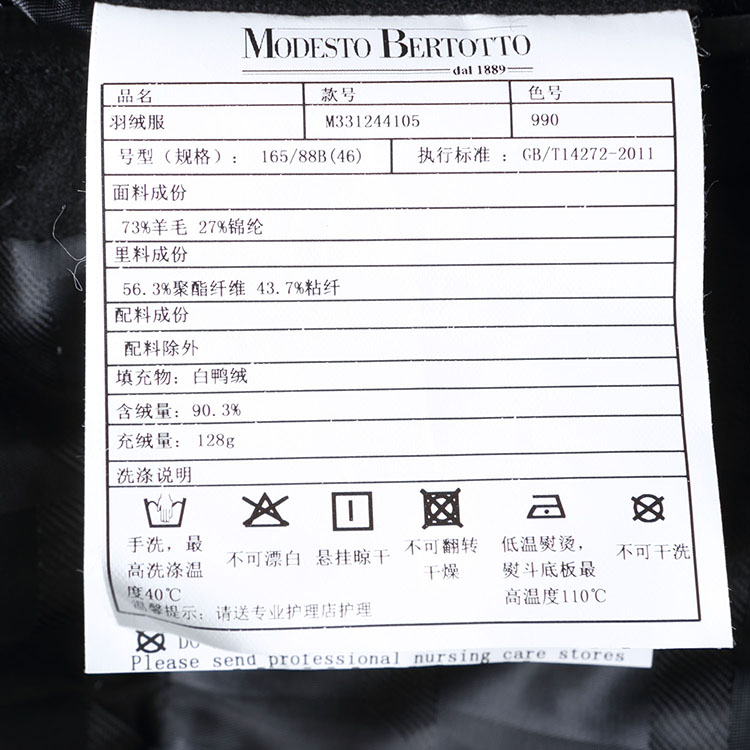 MODESTO BERTOTTO
dal 1889
品名 款号 色号
羽绒服 M331244105 990
号型（规格）： 165/88B(46) 执行标准 ： GB/T14272-2011
面料成份
73%羊毛 27%锦纶
里料成份
56.3%聚酯纤维 43.7%粘纤
配料成份
配料除外
填充物：白鸭绒
含绒量：90.3%
充绒量： 128g
洗涤说明
手洗，最高洗涤温度40℃
不可漂白
悬挂晾干
不可翻转干燥
低温熨烫，熨斗底板最高温度110℃
不可干洗
温馨提示：请送专业护理店护理
DO
Please send professional nursing care stores